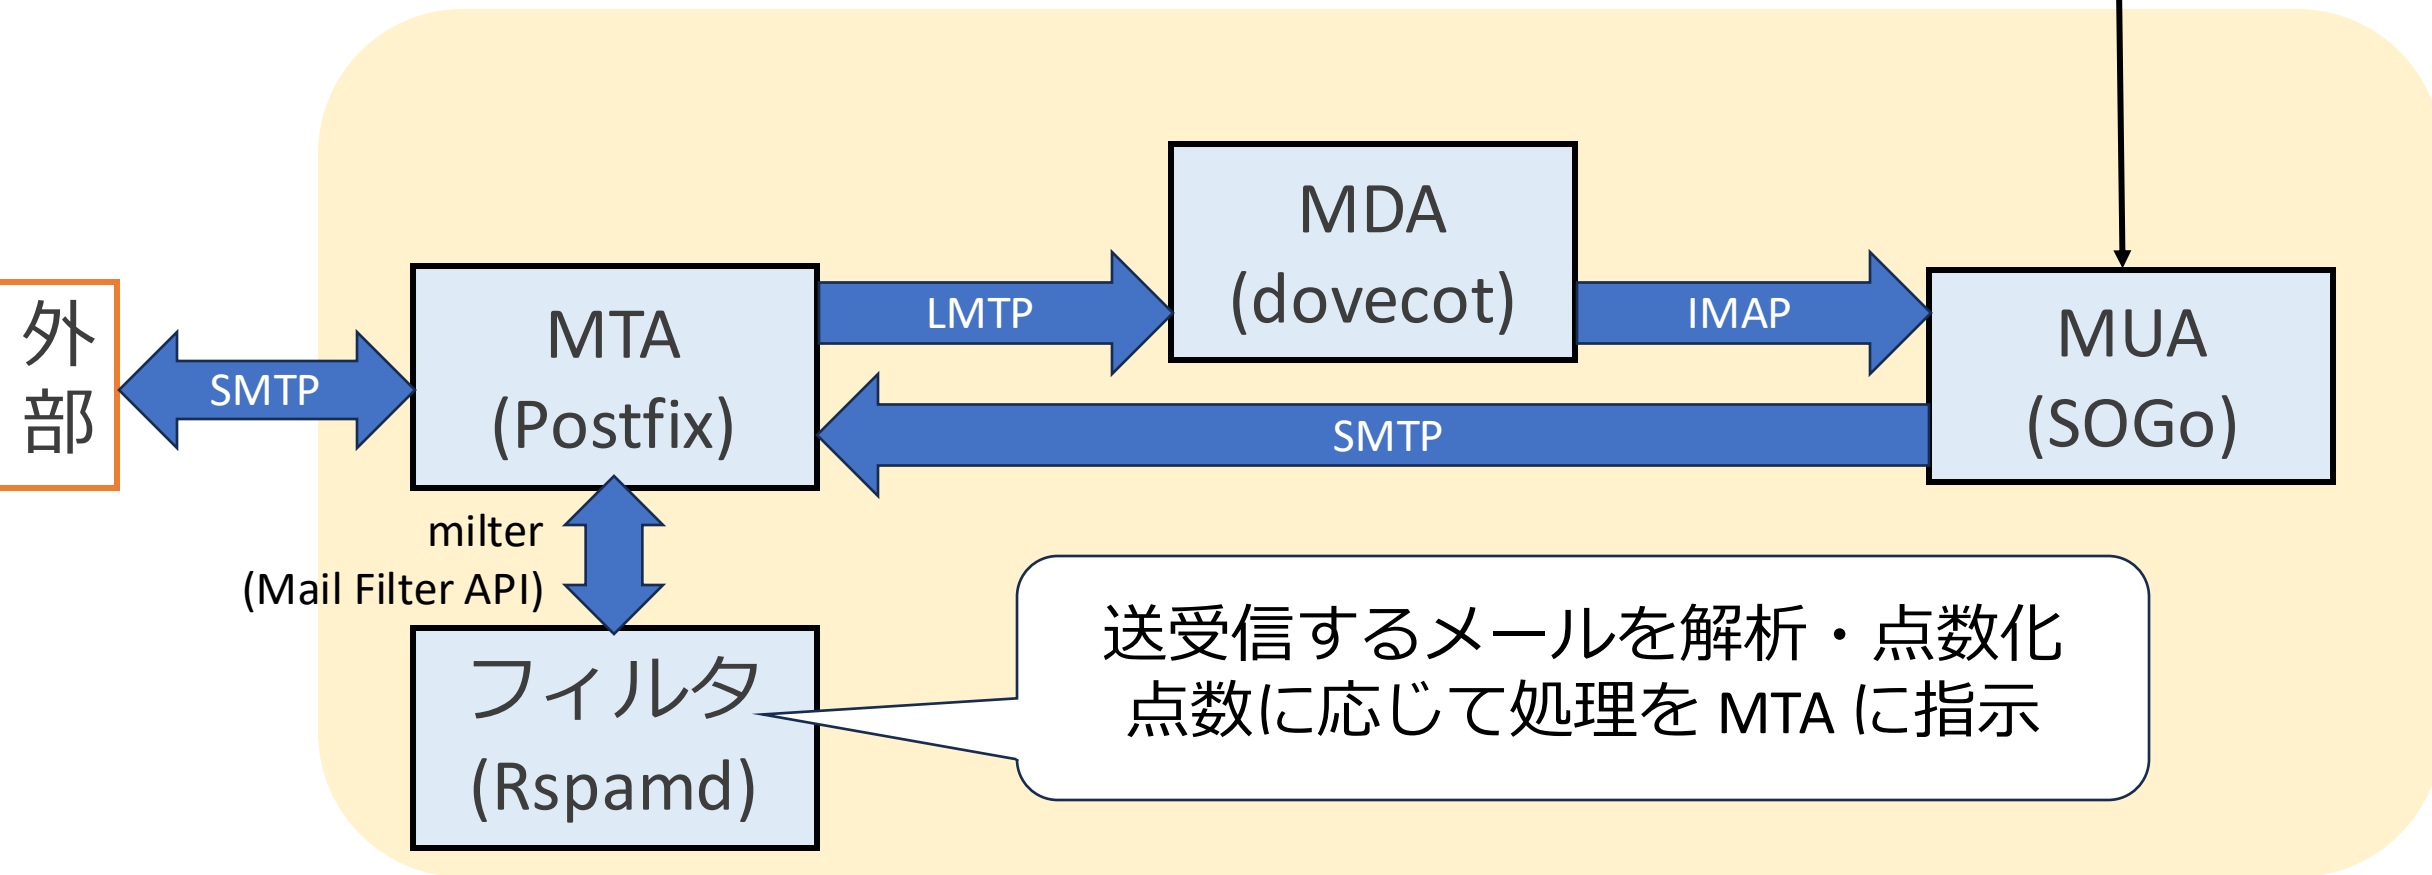 外
部
SMTP
MTA
(Postfix)
LMTP
MDA
(dovecot)
IMAP
MUA
(SOGo)
SMTP
milter
(Mail Filter API)
フィルタ
(Rspamd)
送受信するメールを解析・点数化
点数に応じて処理を MTA に指示